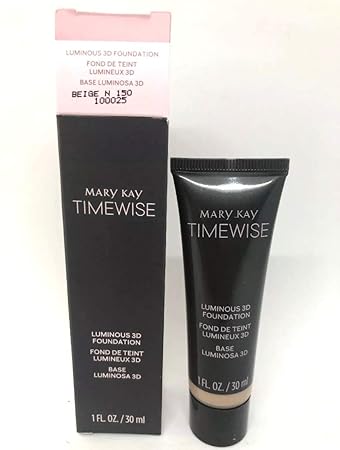 LUMINOUS 3D FOUNDATION
FOND DE TEINT
LUMINEUX 3D
BASE LUMINOSA 3D
BEIGE N 150
100025
MARY KAY
TIMEWISE
LUMINOUS 3D
FOUNDATION
FOND DE TEINT
LUMINEUX 3D
BASE
LUMINOSA 3D
1 FL. OZ. / 30 ml
MARY KAY
TIMEWISE
LUMINOUS 3D
FOUNDATION
FOND DE TEINT
LUMINEUX 3D
BASE
LUMINOSA 3D
1 FL. OZ. / 30 ml